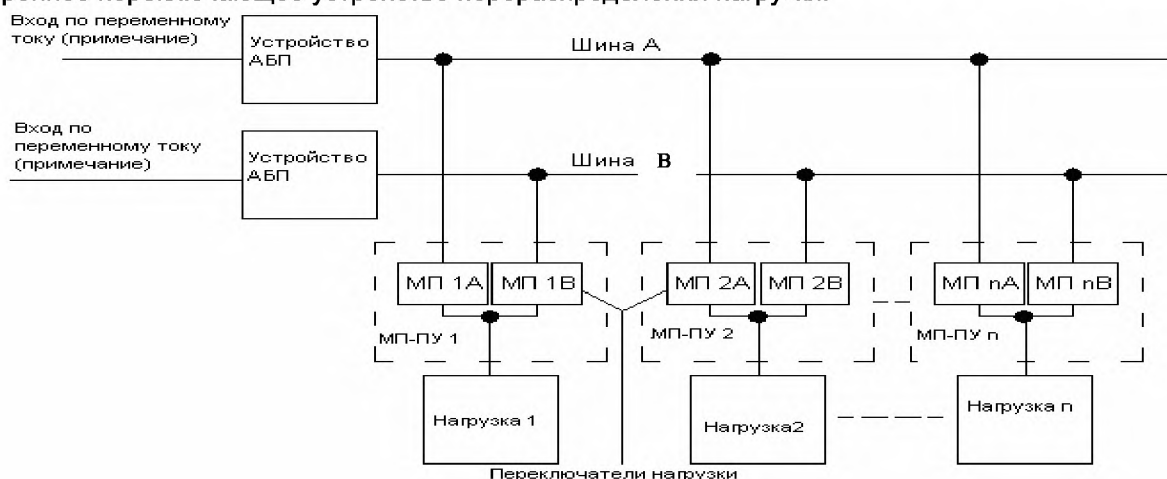 Вход по переменному
току (примечание)
Устройство
АБП
Шина А
Вход по
переменному току
(примечание)
Устройство
АБП
Шина В
МП 1А МП 1В МП 2А МП 2В МП nА МП nВ
МП-ПУ 1 МП-ПУ 2 МП-ПУ n
Нагрузка 1 Нагрузка2 Нагрузка n
Переключатели нагрузки